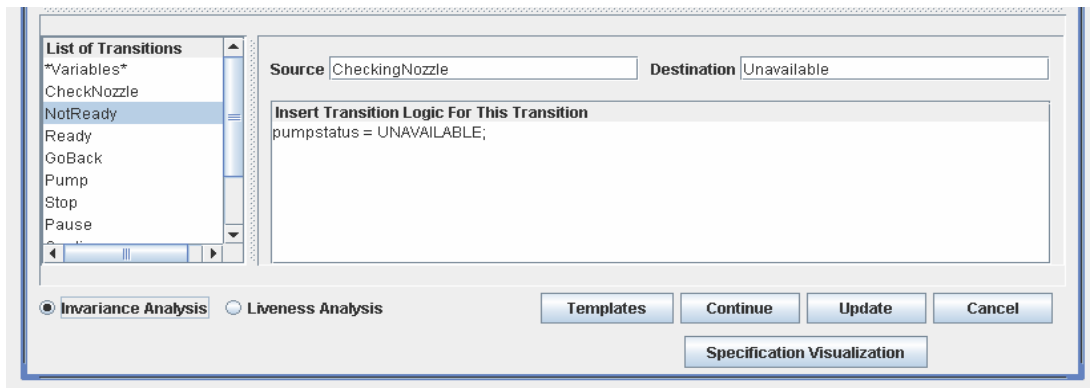 List of Transitions
*Variables*
CheckNozzle
NotReady
Ready
GoBack
Pump
Stop
Pause
Source CheckingNozzle Destination Unavailable
Insert Transition Logic For This Transition
pumpstatus = UNAVAILABLE;
Invariance Analysis Liveness Analysis Templates Continue Update Cancel
Specification Visualization